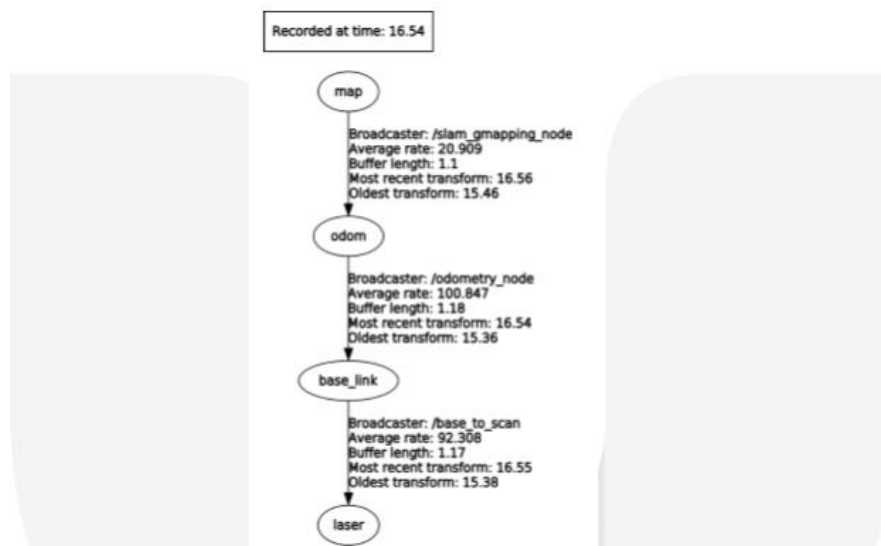 Recorded at time: 16.54
map
Broadcaster: /slam_gmapping_node
Average rate: 20.909
Buffer length: 1.1
Most recent transform: 16.56
Oldest transform: 15.46
odom
Broadcaster: /odometry_node
Average rate: 100.847
Buffer length: 1.18
Most recent transform: 16.54
Oldest transform: 15.36
base_link
Broadcaster: /base_to_scan
Average rate: 92.308
Buffer length: 1.17
Most recent transform: 16.55
Oldest transform: 15.38
laser